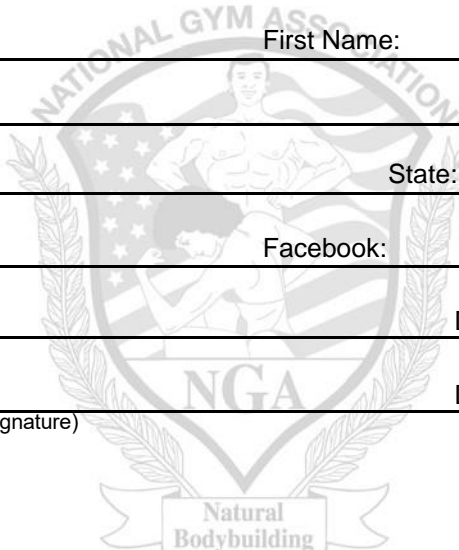 NATIONAL GYM ASSOCIATION
First Name:
State:
Facebook:
gnature)
NGA
Natural
Bodybuilding